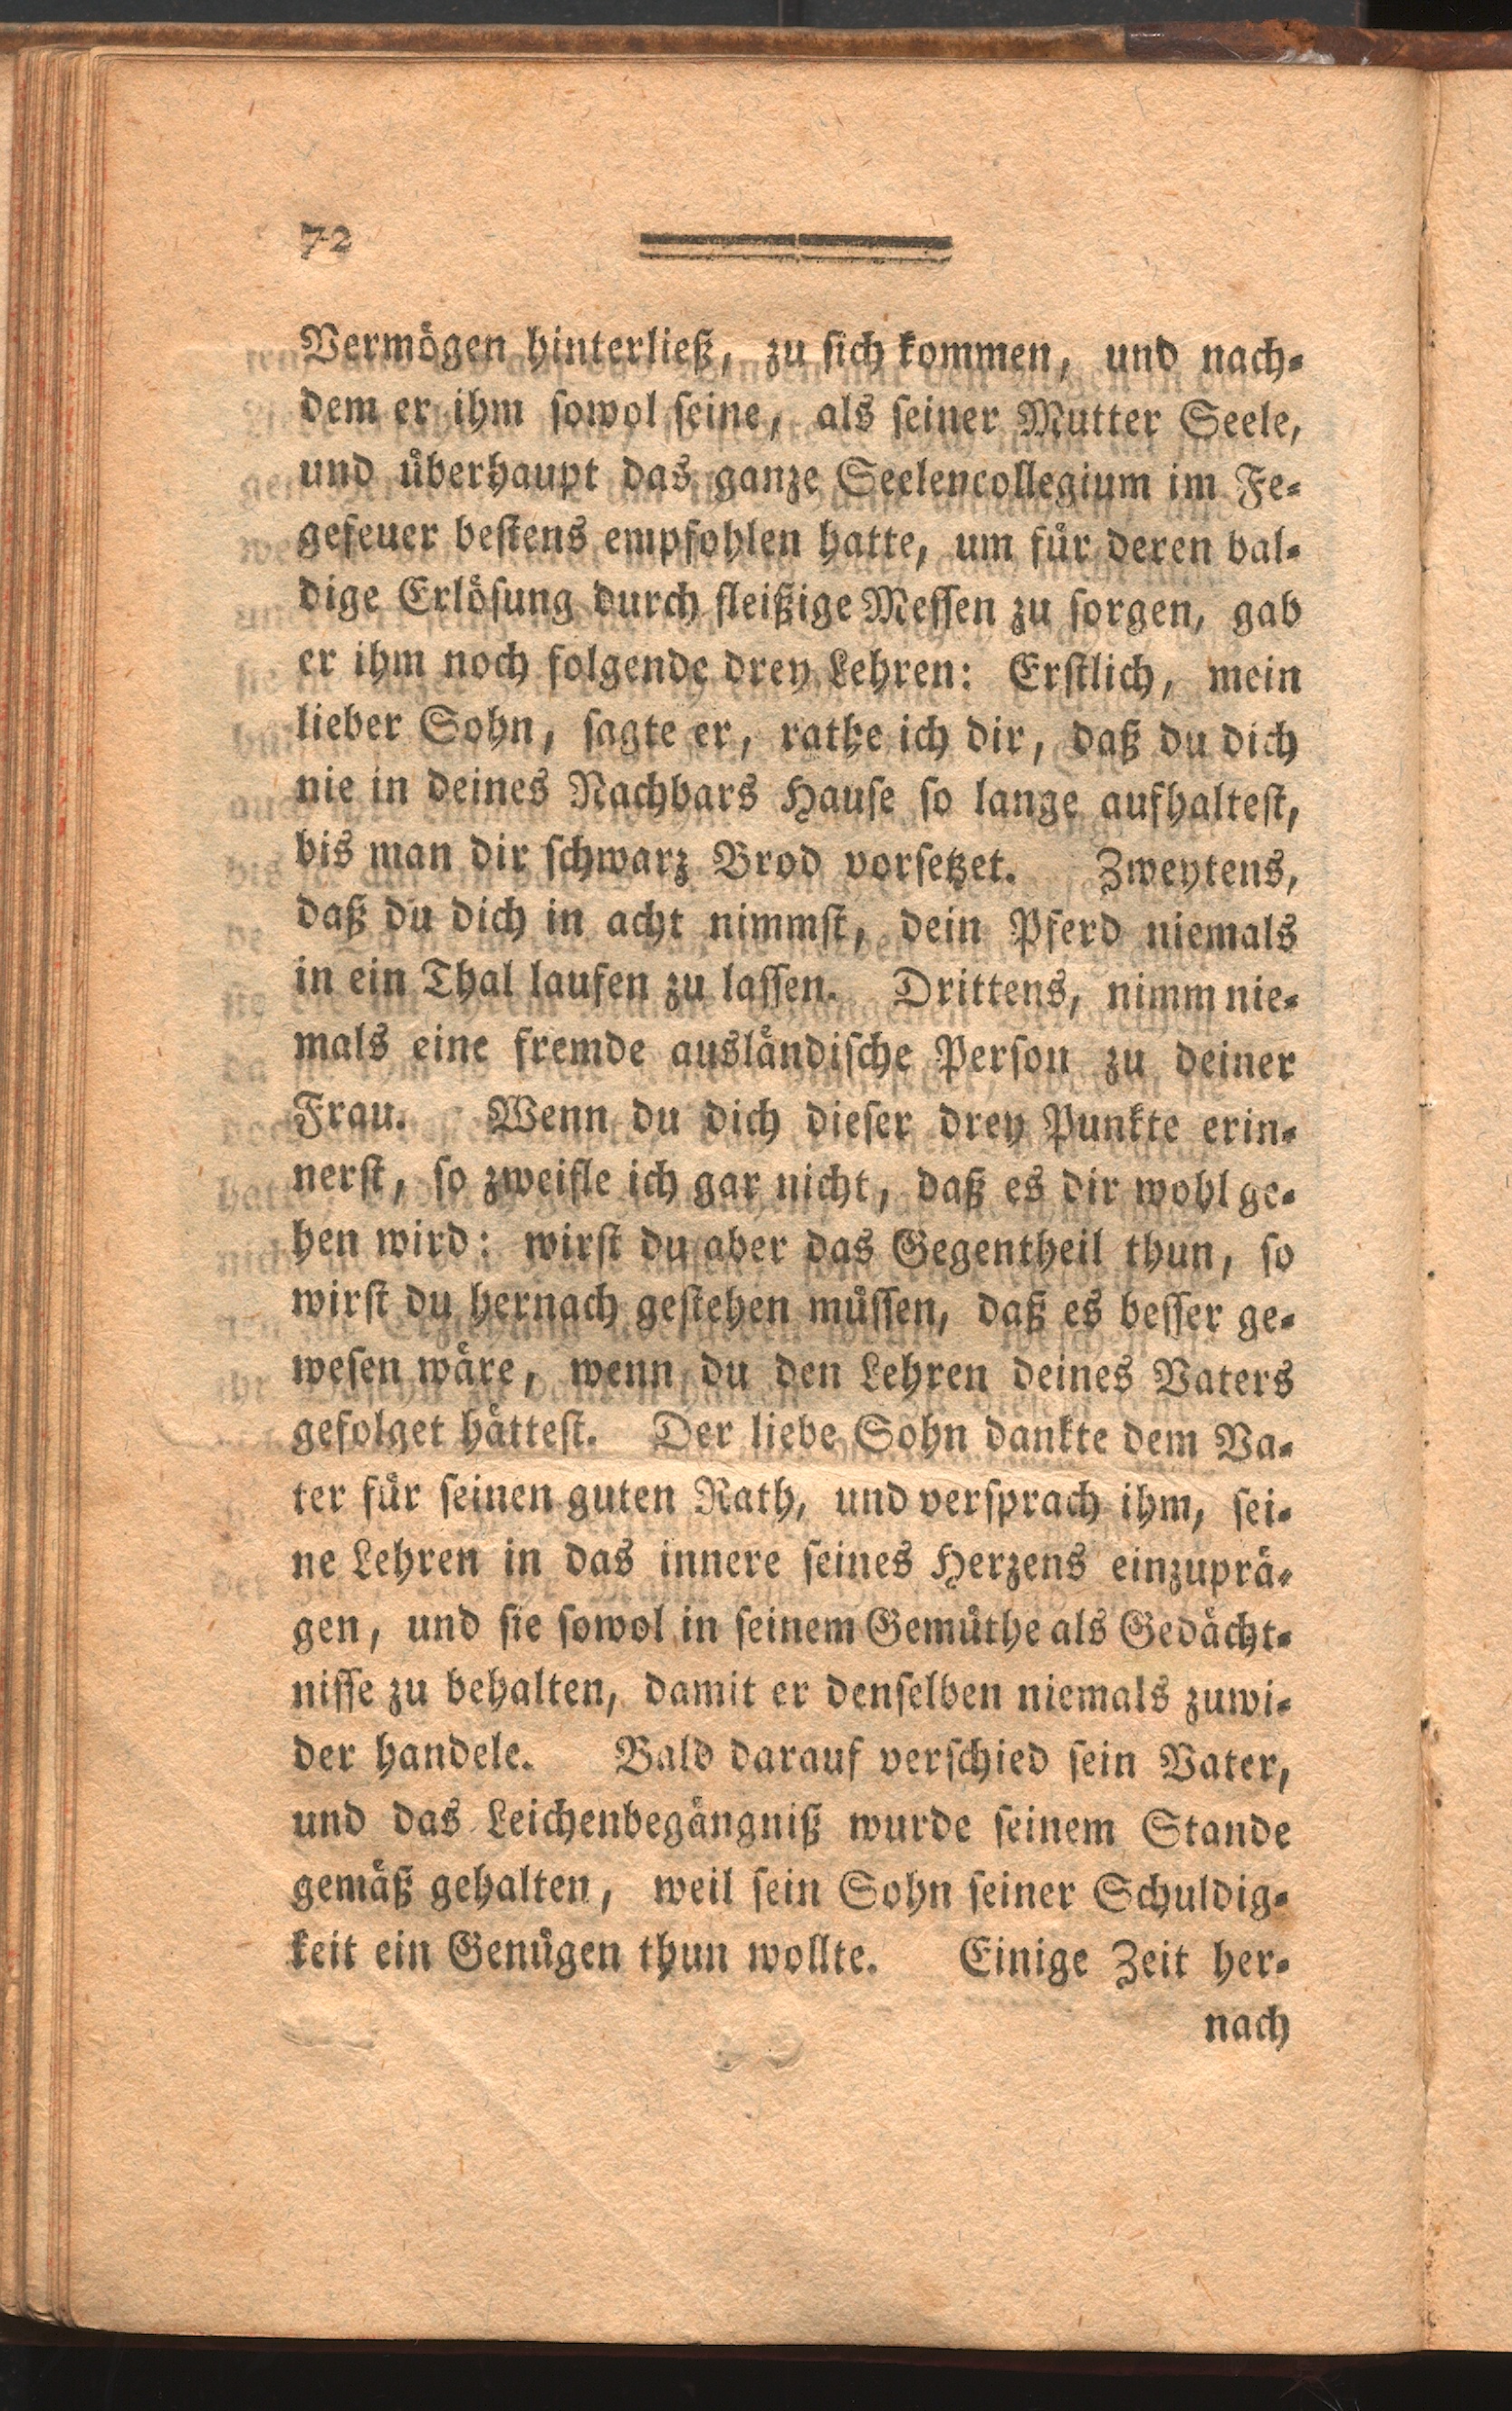 72
Vermögen hinterließ, zu sich kommen, und nach-
dem er ihm sowol seine, als seiner Mutter Seele,
und überhaupt das ganze Seelencollegium im Fe-
gefeuer bestens empfohlen hatte, um für deren bal-
dige Erlösung durch fleißige Messen zu sorgen, gab
er ihm noch folgende drey Lehren: Erstlich, mein
lieber Sohn, sagte er, rathe ich dir, daß du dich
nie in deines Nachbars Hause so lange aufhaltest,
bis man dir schwarz Brod vorsetzet. Zweytens,
daß du dich in acht nimmst, dein Pferd niemals
in ein Thal laufen zu lassen. Drittens, nimm nie-
mals eine fremde ausländische Person zu deiner
Frau. Wenn du dich dieser drey Punkte erin-
nerst, so zweifle ich gar nicht, daß es dir wohl ge-
hen wird: wirst du aber das Gegentheil thun, so
wirst du hernach gestehen müssen, daß es besser ge-
wesen wäre, wenn du den Lehren deines Vaters
gefolget hättest. Der liebe Sohn dankte dem Va-
ter für seinen guten Rath, und versprach ihm, sei-
ne Lehren in das innere seines Herzens einzuprä-
gen, und sie sowol in seinem Gemüthe als Gedächt-
nisse zu behalten, damit er denselben niemals zuwi-
der handele. Bald darauf verschied sein Vater,
und das Leichenbegängniß wurde seinem Stande
gemäß gehalten, weil sein Sohn seiner Schuldig-
keit ein Genügen thun wollte. Einige Zeit her-
nach